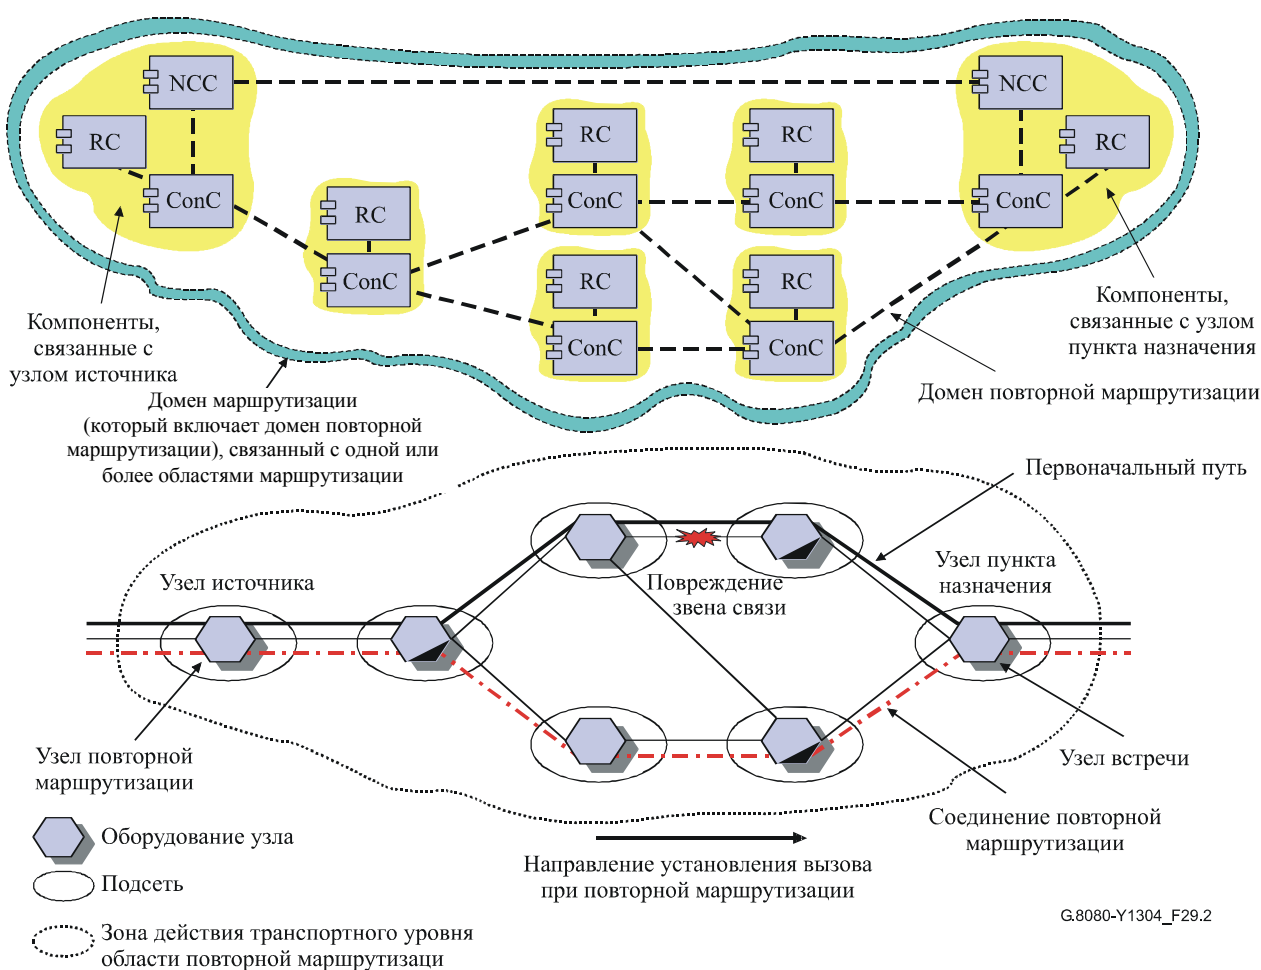 NCC
NCC
RC
RC
RC
RC
ConC
RC
ConC
ConC
ConC
ConC
RC
RC
ConC
ConC
ConC
Компоненты,
связанные с
узлом источника
Компоненты,
связанные с узлом
пункта назначения
Домен повторной маршрутизации
Домен маршрутизации
(который включает домен повторной
маршрутизации), связанный с одной или
более областями маршрутизации
Первоначальный путь
Узел источника
Повреждение
звена связи
Узел пункта
назначения
Узел повторной
маршрутизации
Узел встречи
Соединение повторной
маршрутизации
Оборудование узла
Направление установления вызова
при повторной маршрутизации
Подсеть
Зона действия транспортного уровня
области повторной маршрутизаци
G.8080-Y1304_F29.2